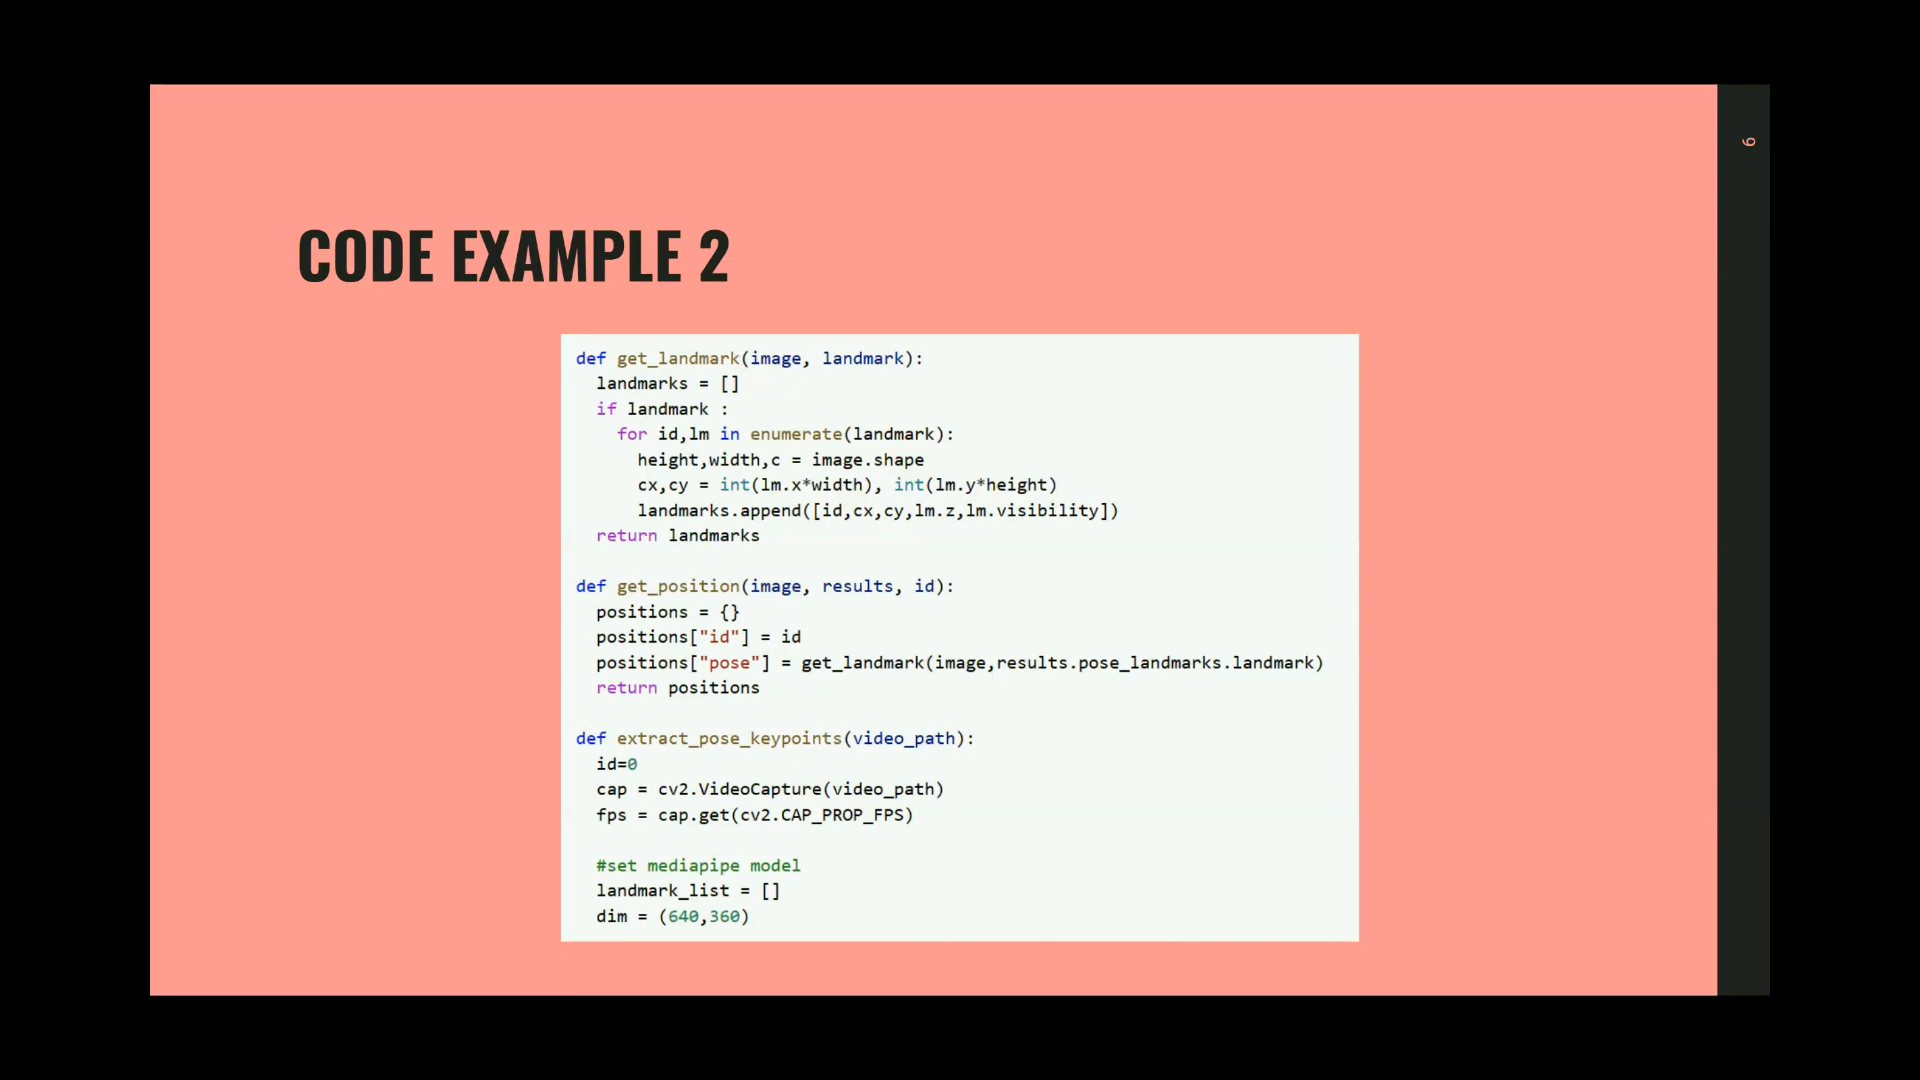 9
CODE EXAMPLE 2
def get_landmark(image, landmark):
  landmarks = []
  if landmark :
    for id,lm in enumerate(landmark):
      height,width,c = image.shape
      cx,cy = int(lm.x*width), int(lm.y*height)
      landmarks.append([id,cx,cy,lm.z,lm.visibility])
  return landmarks

def get_position(image, results, id):
  positions = {}
  positions["id"] = id
  positions["pose"] = get_landmark(image,results.pose_landmarks.landmark)
  return positions

def extract_pose_keypoints(video_path):
  id=0
  cap = cv2.VideoCapture(video_path)
  fps = cap.get(cv2.CAP_PROP_FPS)

  #set mediapipe model
  landmark_list = []
  dim = (640,360)